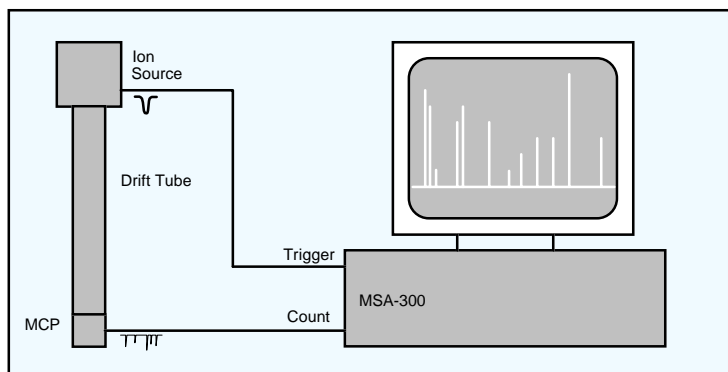 Ion
Source
Drift Tube
Trigger
MSA-300
Count
MCP